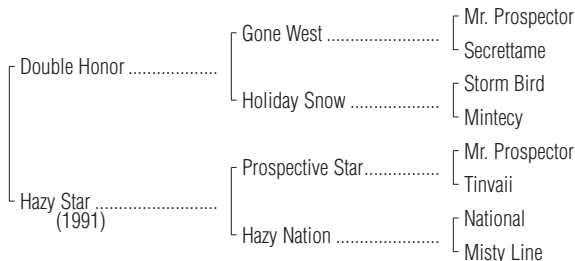 Mr. Prospector
Gone West ........................
Secrettame
Double Honor ...................
Storm Bird
Holiday Snow ...................
Mintecy
Mr. Prospector
Prospective Star................
Tinvaii
Hazy Star ..........................
(1991)
National
Hazy Nation ......................
Misty Line